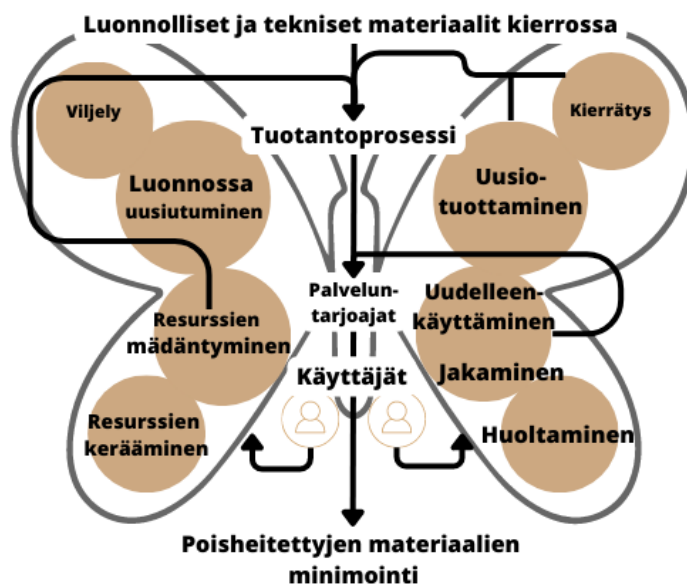 Luonnolliset ja tekniset materiaalit kierrossa
Viljely
Kierrätys
Tuotantoprosessi
Luonnossa
uusiutuminen
Uusio-
tuottaminen
Palvelun-
tarjoajat
Uudelleen-
käyttäminen
Resurssien
mädäntyminen
Käyttäjät
Jakaminen
Resurssien
kerääminen
Huoltaminen
Poisheitettyjen materiaalien
minimointi